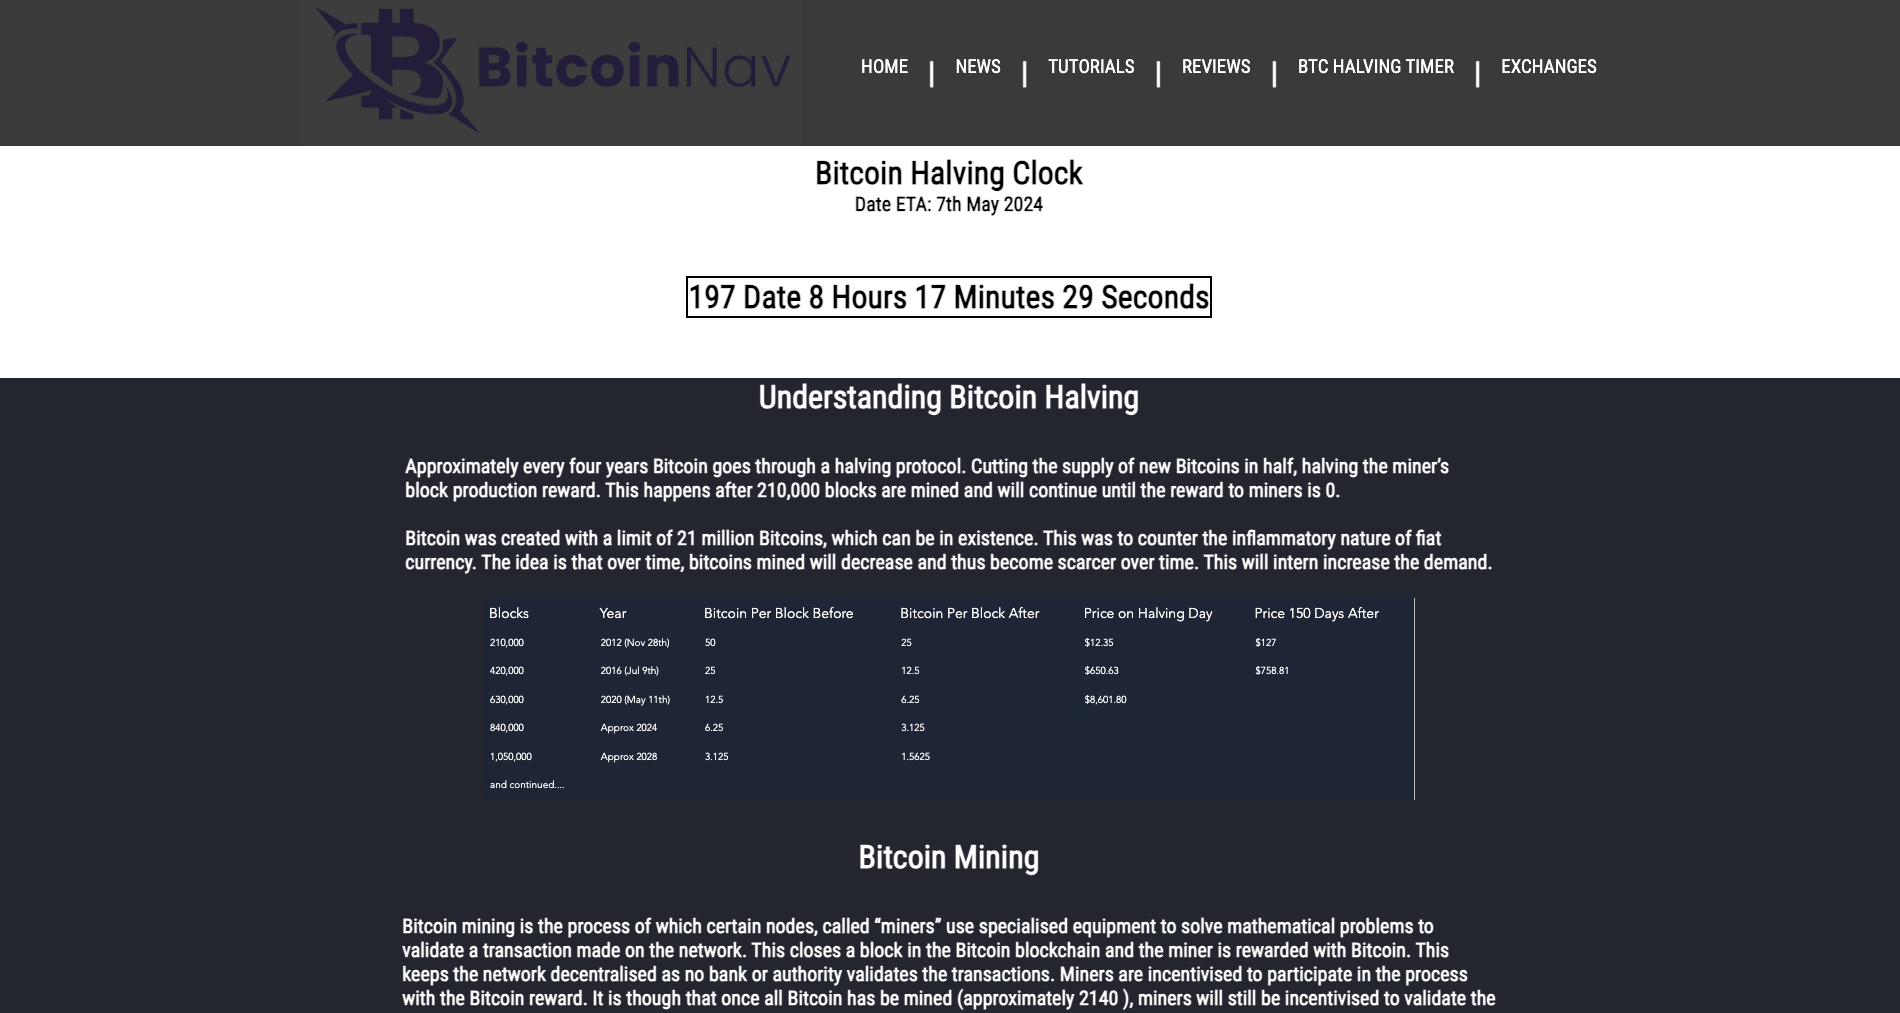 BitcoinNav
HOME | NEWS | TUTORIALS | REVIEWS | BTC HALVING TIMER | EXCHANGES
Bitcoin Halving Clock
Date ETA: 7th May 2024
197 Date 8 Hours 17 Minutes 29 Seconds
Understanding Bitcoin Halving
Approximately every four years Bitcoin goes through a halving protocol. Cutting the supply of new Bitcoins in half, halving the miner’s
block production reward. This happens after 210,000 blocks are mined and will continue until the reward to miners is 0.
Bitcoin was created with a limit of 21 million Bitcoins, which can be in existence. This was to counter the inflammatory nature of fiat
currency. The idea is that over time, bitcoins mined will decrease and thus become scarcer over time. This will intern increase the demand.
Blocks Year Bitcoin Per Block Before Bitcoin Per Block After Price on Halving Day Price 150 Days After
210,000 2012 (Nov 28th) 50 25 $12.35 $127
420,000 2016 (Jul 9th) 25 12.5 $650.63 $758.81
630,000 2020 (May 11th) 12.5 6.25 $8,601.80
840,000 Approx 2024 6.25 3.125
1,050,000 Approx 2028 3.125 1.5625
and continued....
Bitcoin Mining
Bitcoin mining is the process of which certain nodes, called “miners” use specialised equipment to solve mathematical problems to
validate a transaction made on the network. This closes a block in the Bitcoin blockchain and the miner is rewarded with Bitcoin. This
keeps the network decentralised as no bank or authority validates the transactions. Miners are incentivised to participate in the process
with the Bitcoin reward. It is though that once all Bitcoin has be mined (approximately 2140 ), miners will still be incentivised to validate the